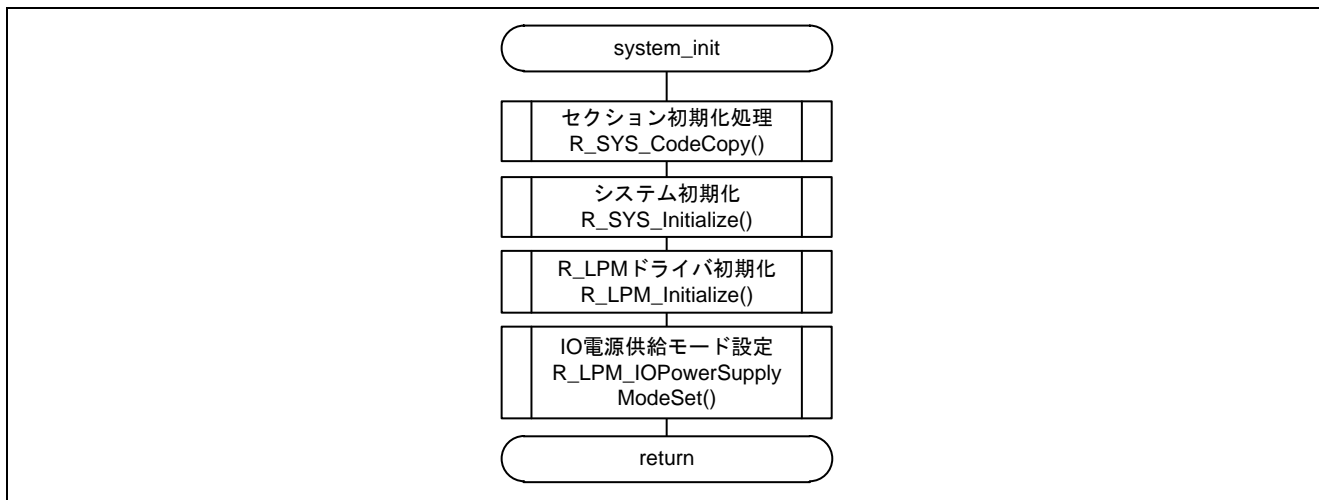 system_init
セクション初期化処理
R_SYS_CodeCopy()
システム初期化
R_SYS_Initialize()
R_LPMドライバ初期化
R_LPM_Initialize()
IO電源供給モード設定
R_LPM_IOPowerSupply
ModeSet()
return